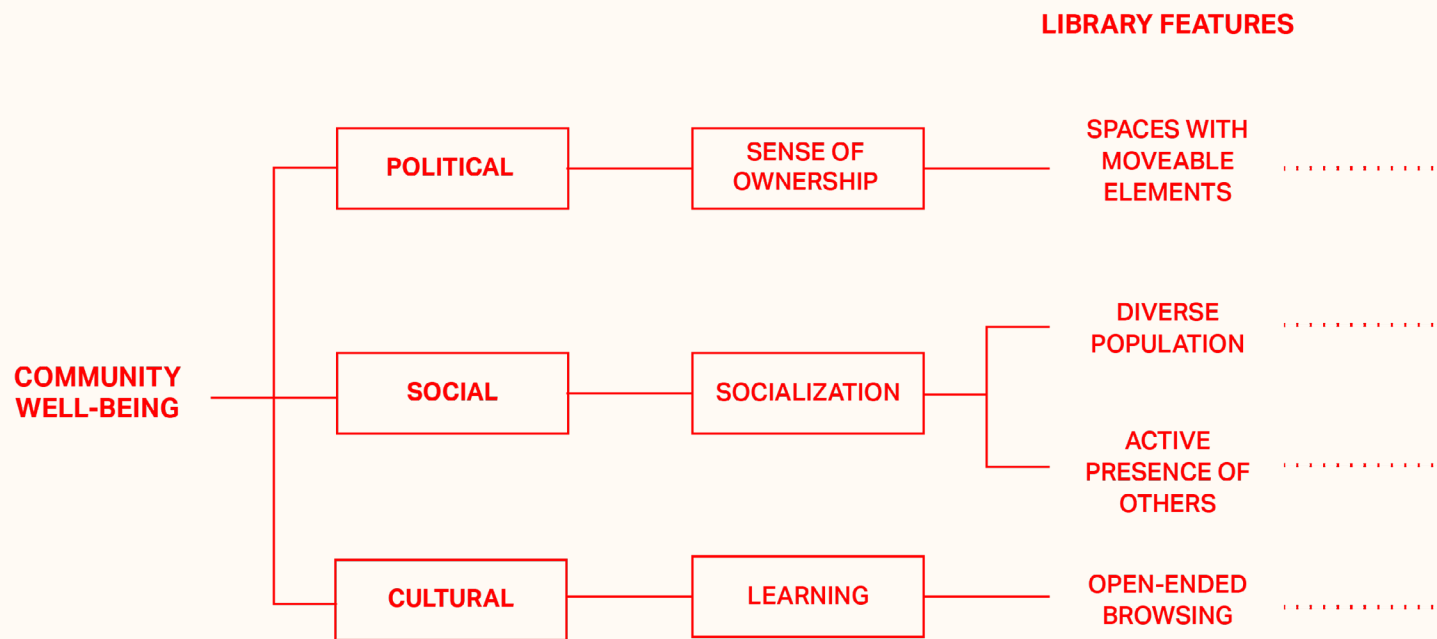 LIBRARY FEATURES
POLITICAL
SENSE OF
OWNERSHIP
SPACES WITH
MOVEABLE
ELEMENTS
COMMUNITY
WELL-BEING
SOCIAL
SOCIALIZATION
DIVERSE
POPULATION
ACTIVE
PRESENCE OF
OTHERS
CULTURAL
LEARNING
OPEN-ENDED
BROWSING